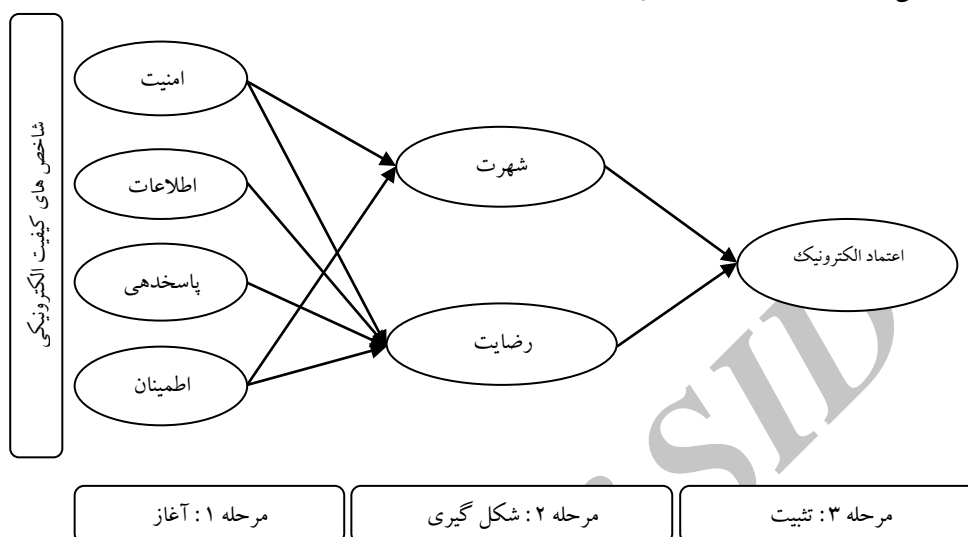 شاخص های کیفیت الکترونیکی
امنیت
اطلاعات
پاسخدهی
اطمینان
شهرت
رضایت
اعتماد الکترونیک
مرحله ۱ : آغاز
مرحله ۲ : شکل گیری
مرحله ۳ : تثبیت
SID